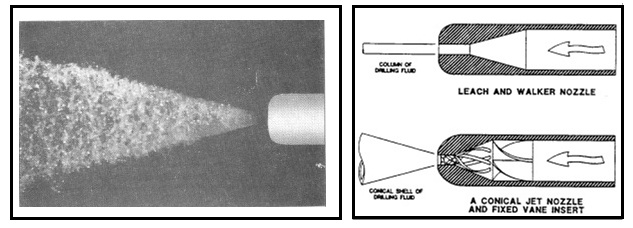 COLUMN OF
DRILLING FLUID
LEACH AND WALKER NOZZLE
CONICAL SHELL OF
DRILLING FLUID
A CONICAL JET NOZZLE
AND FIXED VANE INSERT